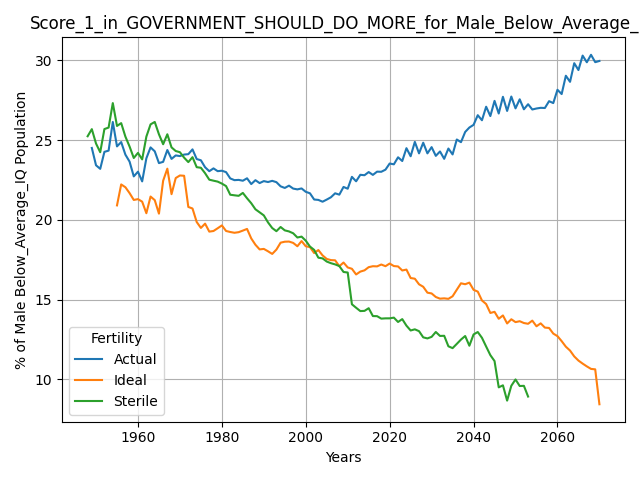 Score_1_in_GOVERNMENT_SHOULD_DO_MORE_for_Male_Below_Average_
% of Male Below_Average_IQ Population
30
25
20
15
10
Fertility
Actual
Ideal
Sterile
1960 1980 2000 2020 2040 2060
Years